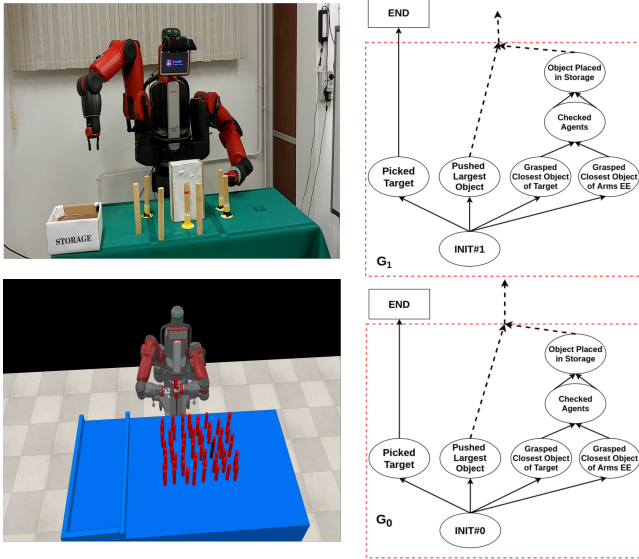 STORAGE
END
Object Placed
in Storage
Checked
Agents
Picked
Target
Pushed
Largest
Object
Grasped
Closest Object
of Target
Grasped
Closest Object
of Arms EE
INIT#1
G1
END
Object Placed
in Storage
Checked
Agents
Picked
Target
Pushed
Largest
Object
Grasped
Closest Object
of Target
Grasped
Closest Object
of Arms EE
INIT#0
G0